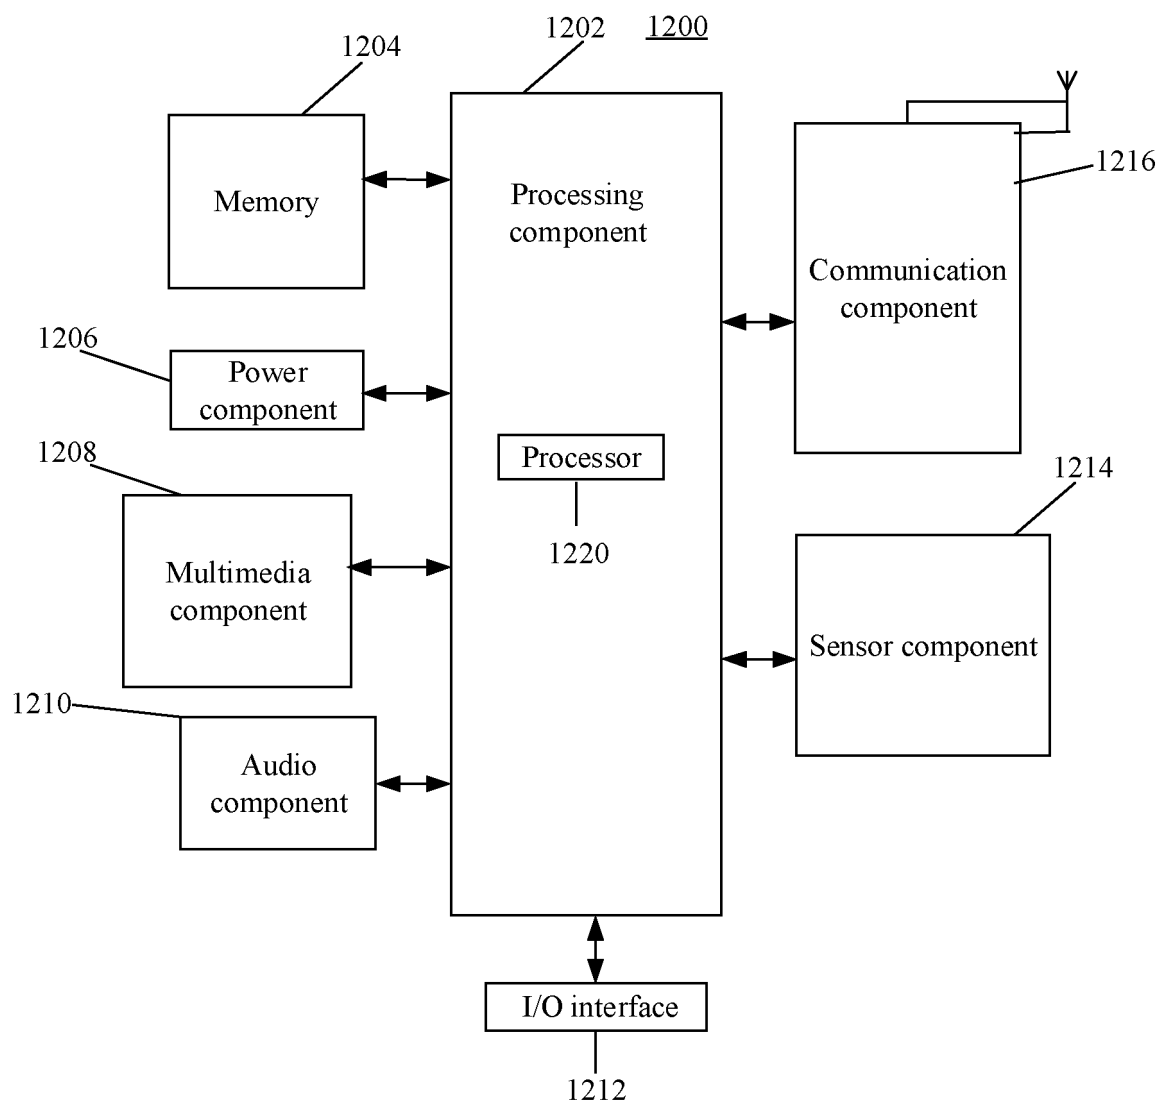 1202
1200
1204
Memory
Processing
component
1216
Communication
component
1206
Power
component
1208
Processor
1220
1214
Multimedia
component
Sensor component
1210
Audio
component
I/O interface
1212